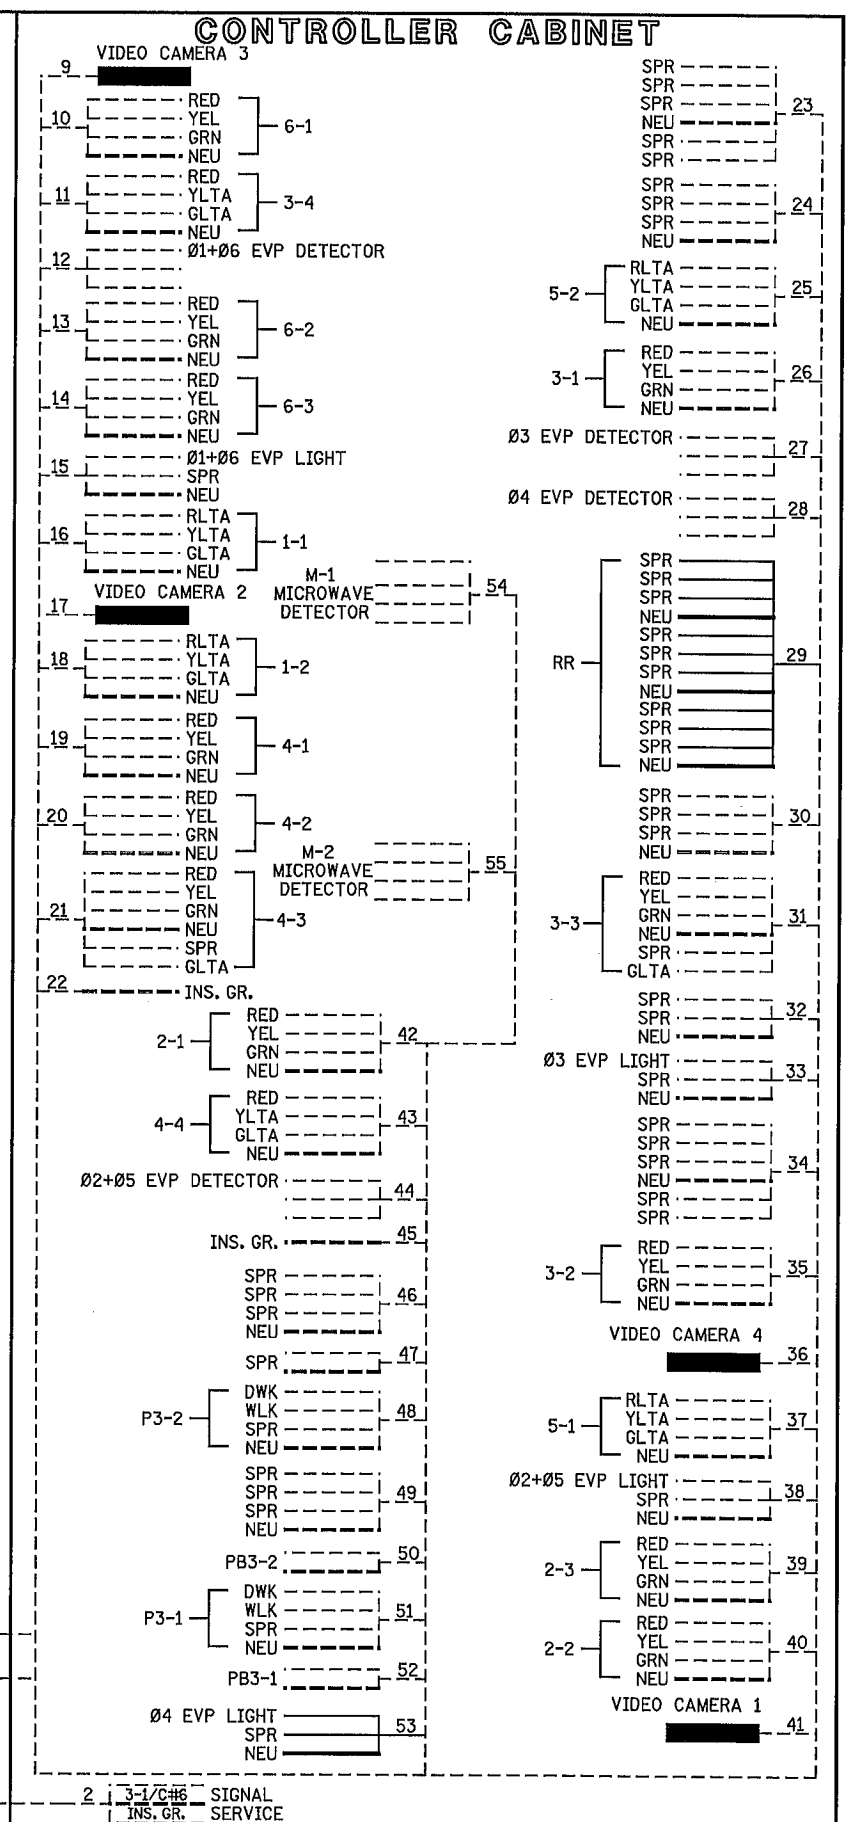 CONTROLLER CABINET
VIDEO CAMERA 3
9
10
RED
YEL
GRN
NEU
6-1
11
RED
YLTA
GLTA
NEU
3-4
12
Ø1+Ø6 EVP DETECTOR
13
RED
YEL
GRN
NEU
6-2
14
RED
YEL
GRN
NEU
6-3
15
Ø1+Ø6 EVP LIGHT
SPR
NEU
16
RLTA
YLTA
GLTA
NEU
1-1
VIDEO CAMERA 2
17
18
RLTA
YLTA
GLTA
NEU
1-2
19
RED
YEL
GRN
NEU
4-1
20
RED
YEL
GRN
NEU
4-2
21
RED
YEL
GRN
NEU
SPR
GLTA
4-3
22
INS. GR.
M-1
MICROWAVE
DETECTOR
54
M-2
MICROWAVE
DETECTOR
55
2-1
RED
YEL
GRN
NEU
42
4-4
RED
YLTA
GLTA
NEU
43
Ø2+Ø5 EVP DETECTOR
44
INS. GR.
45
SPR
SPR
SPR
NEU
46
SPR
47
P3-2
DWK
WLK
SPR
NEU
48
SPR
SPR
SPR
NEU
49
PB3-2
50
P3-1
DWK
WLK
SPR
NEU
51
PB3-1
52
Ø4 EVP LIGHT
SPR
NEU
53
SPR
SPR
SPR
NEU
SPR
SPR
23
SPR
SPR
SPR
NEU
24
5-2
RLTA
YLTA
GLTA
NEU
25
3-1
RED
YEL
GRN
NEU
26
Ø3 EVP DETECTOR
27
Ø4 EVP DETECTOR
28
RR
SPR
SPR
SPR
NEU
SPR
SPR
SPR
NEU
SPR
SPR
SPR
NEU
29
SPR
SPR
SPR
NEU
30
3-3
RED
YEL
GRN
NEU
SPR
GLTA
31
SPR
SPR
NEU
32
Ø3 EVP LIGHT
SPR
NEU
33
SPR
SPR
SPR
NEU
SPR
SPR
34
3-2
RED
YEL
GRN
NEU
35
VIDEO CAMERA 4
36
5-1
RLTA
YLTA
GLTA
NEU
37
Ø2+Ø5 EVP LIGHT
SPR
NEU
38
2-3
RED
YEL
GRN
NEU
39
2-2
RED
YEL
GRN
NEU
40
VIDEO CAMERA 1
41
2
3-1/C#6 SIGNAL
INS. GR. SERVICE